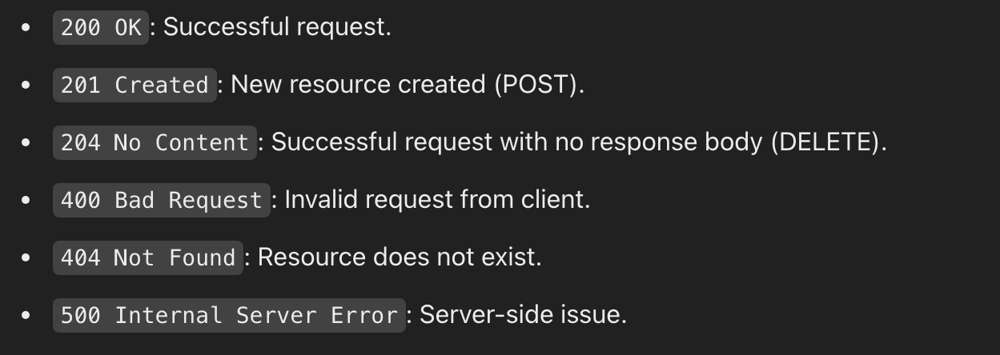 • 200 OK: Successful request.
• 201 Created: New resource created (POST).
• 204 No Content: Successful request with no response body (DELETE).
• 400 Bad Request: Invalid request from client.
• 404 Not Found: Resource does not exist.
• 500 Internal Server Error: Server-side issue.